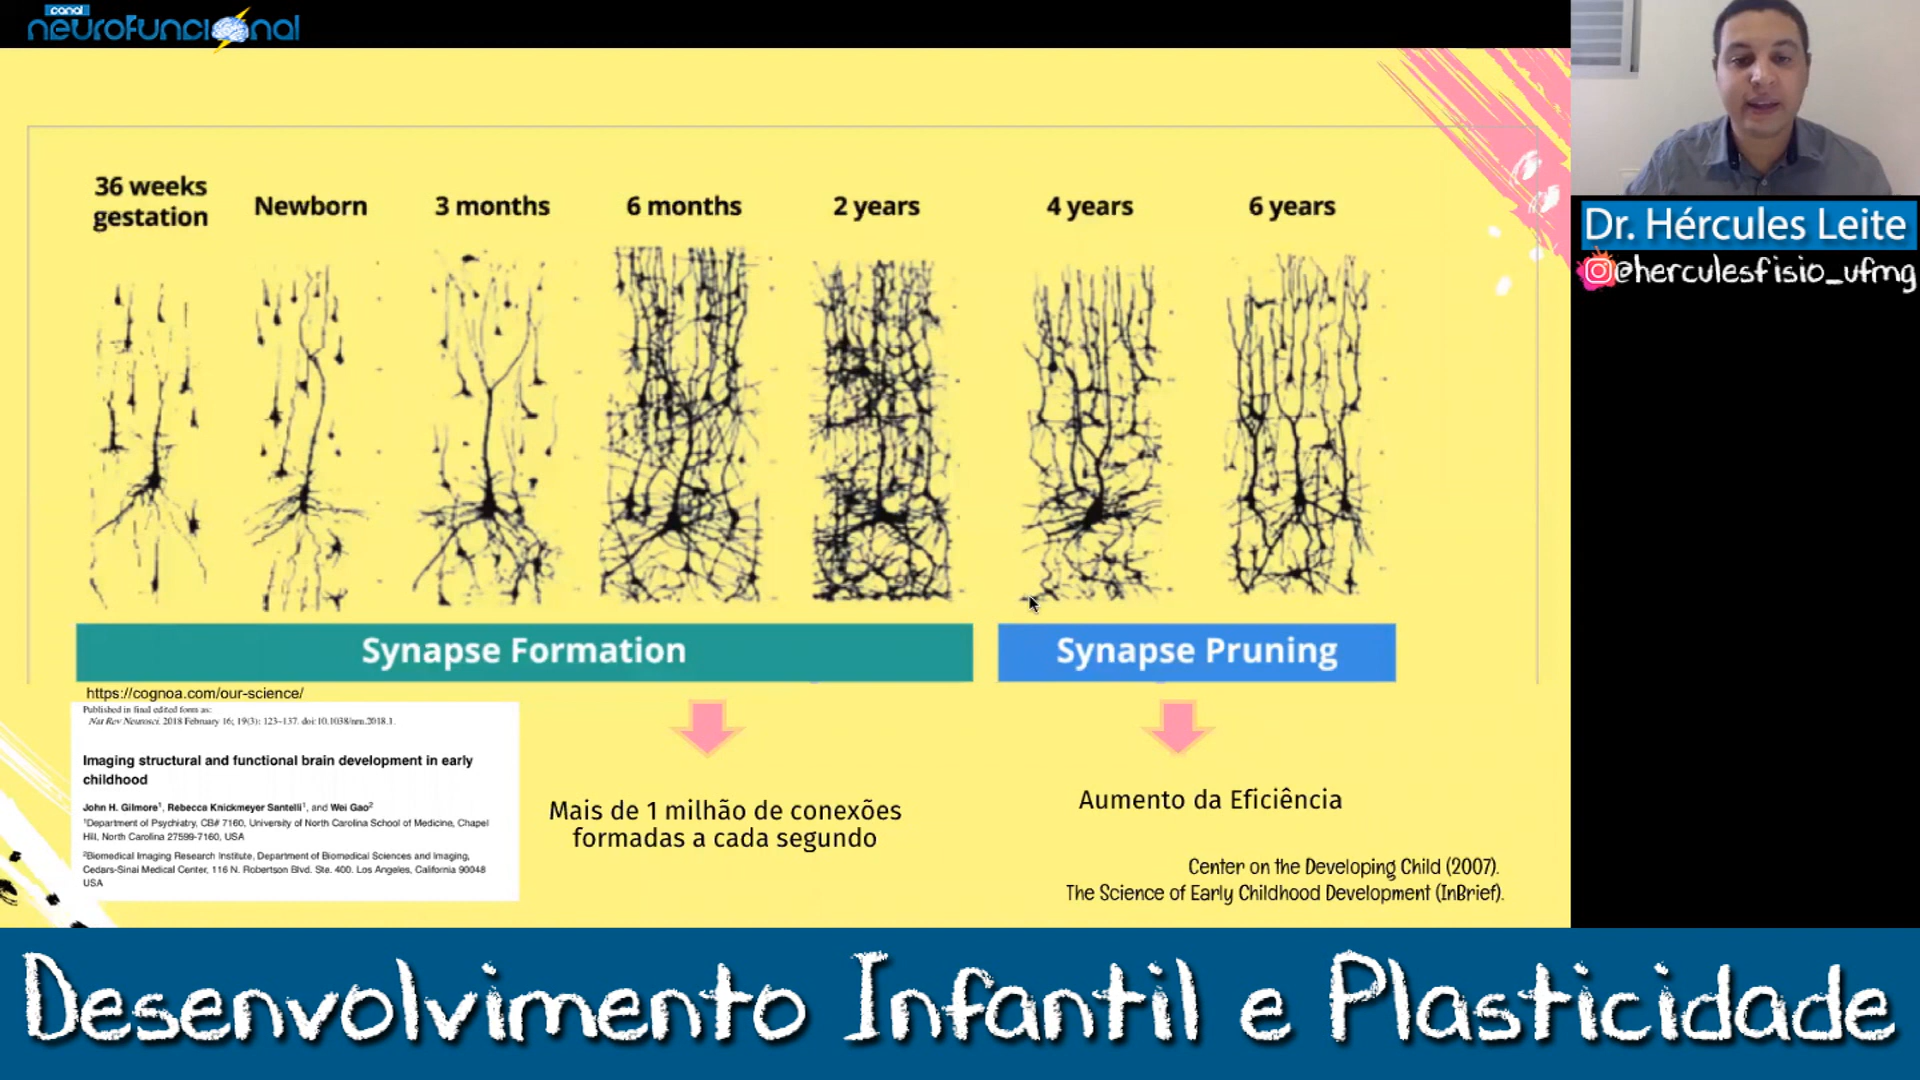 canal
neurofuncional
Dr. Hércules Leite
@herculesfisio_ufmg
36 weeks
gestation
Newborn
3 months
6 months
2 years
4 years
6 years
Synapse Formation
Synapse Pruning
https://cognoa.com/our-science/
Published in final edited form as:
Nat Rev Neurosci. 2018 February 16; 19(3): 123–137. doi:10.1038/nrn.2018.1.
Imaging structural and functional brain development in early
childhood
John H. Gilmore1, Rebecca Knickmeyer Santelli1, and Wei Gao2
1Department of Psychiatry, CB# 7160, University of North Carolina School of Medicine, Chapel
Hill, North Carolina 27599-7160, USA
2Biomedical Imaging Research Institute, Department of Biomedical Sciences and Imaging,
Cedars-Sinai Medical Center, 116 N. Robertson Blvd. Ste. 400. Los Angeles, California 90048
USA
Mais de 1 milhão de conexões
formadas a cada segundo
Aumento da Eficiência
Center on the Developing Child (2007).
The Science of Early Childhood Development (InBrief).
Desenvolvimento Infantil e Plasticidade